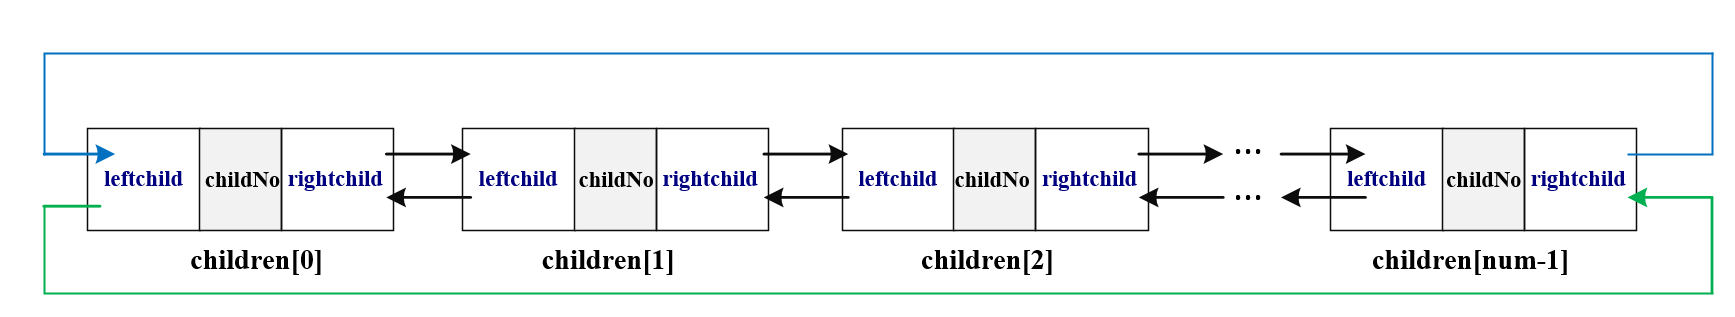 ... 
leftchild childNo rightchild leftchild childNo rightchild leftchild childNo rightchild leftchild childNo rightchild
...
children[0] children[1] children[2] children[num-1]